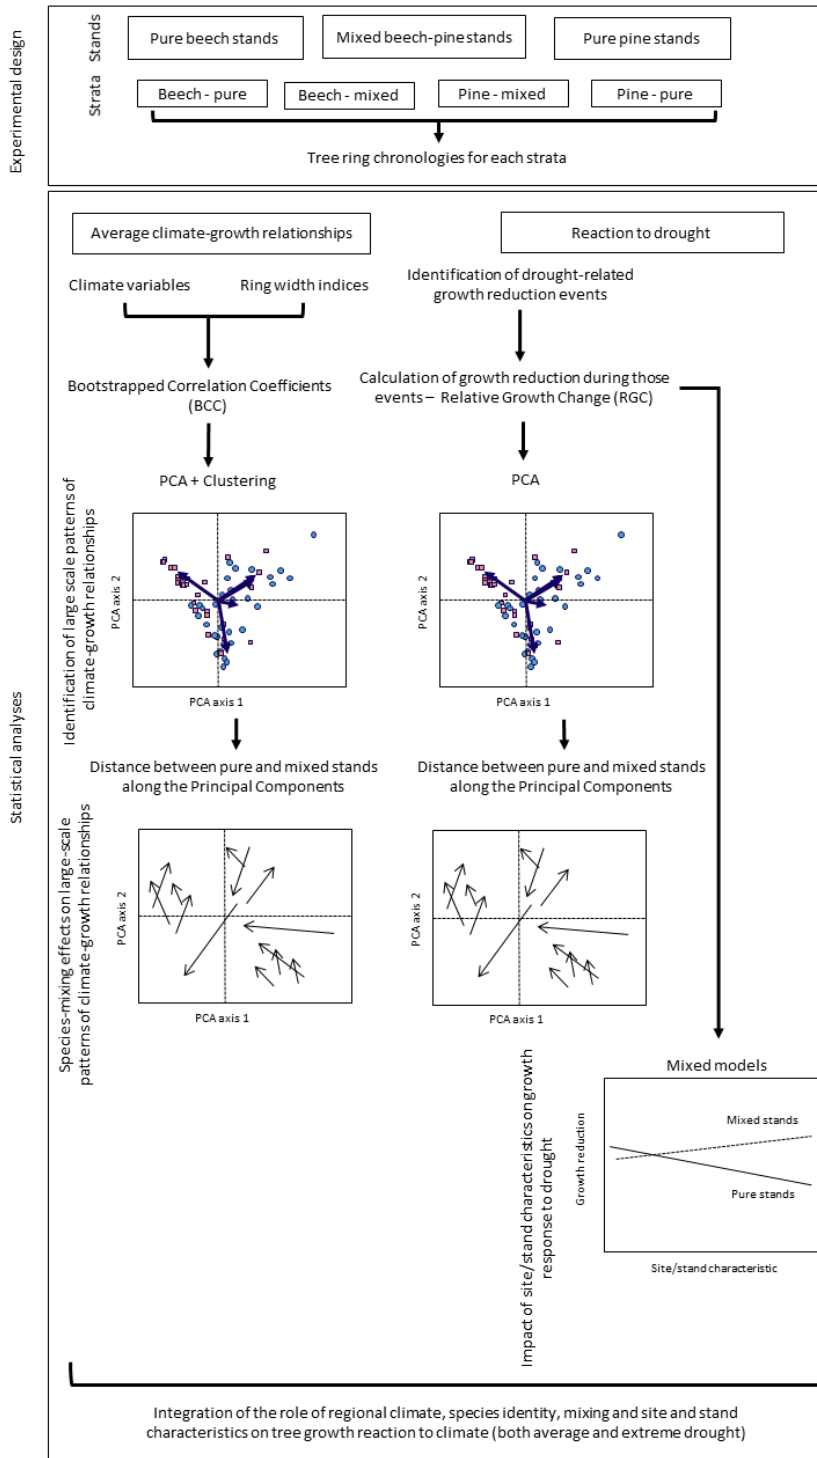 Experimental design
Stands
Pure beech stands
Mixed beech-pine stands
Pure pine stands
Strata
Beech - pure
Beech - mixed
Pine - mixed
Pine - pure
Tree ring chronologies for each strata
Statistical analyses
Average climate-growth relationships
Reaction to drought
Climate variables
Ring width indices
Identification of drought-related
growth reduction events
Bootstrapped Correlation Coefficients
(BCC)
Calculation of growth reduction during those
events – Relative Growth Change (RGC)
Identification of large scale patterns of
climate-growth relationships
PCA + Clustering
PCA axis 2
PCA axis 1
PCA
PCA axis 2
PCA axis 1
Distance between pure and mixed stands
along the Principal Components
Distance between pure and mixed stands
along the Principal Components
Species-mixing effects on large-scale
patterns of climate-growth relationships
PCA axis 2
PCA axis 1
PCA axis 2
PCA axis 1
Impact of site/stand characteristics on growth
response to drought
Mixed models
Growth reduction
Mixed stands
Pure stands
Site/stand characteristic
Integration of the role of regional climate, species identity, mixing and site and stand
characteristics on tree growth reaction to climate (both average and extreme drought)